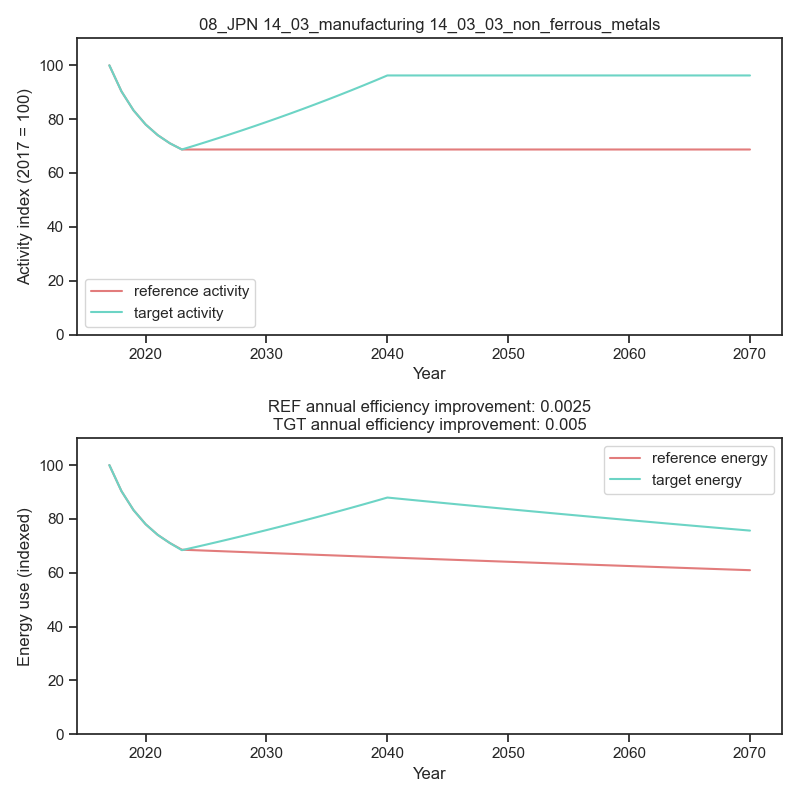 08_JPN 14_03_manufacturing 14_03_03_non_ferrous_metals
Activity index (2017 = 100)
100
80
60
40
20
0
reference activity
target activity
2020 2030 2040 2050 2060 2070
Year
REF annual efficiency improvement: 0.0025
TGT annual efficiency improvement: 0.005
Energy use (indexed)
100
80
60
40
20
0
reference energy
target energy
2020 2030 2040 2050 2060 2070
Year